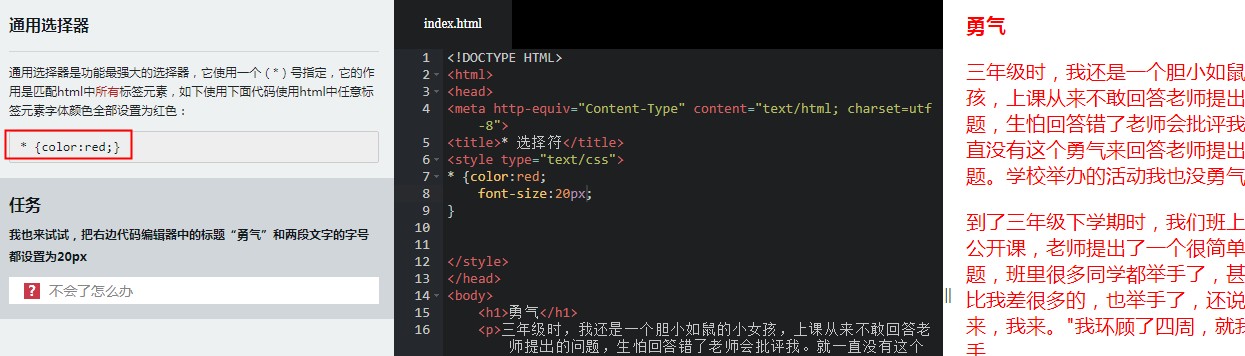 通用选择器
通用选择器是功能最强大的选择器，它使用一个（*）号指定，它的作
用是匹配html中所有标签元素，如下使用下面代码使用html中任意标
签元素字体颜色全部设置为红色：
* {color:red;}
任务
我也来试试，把右边代码编辑器中的标题“勇气”和两段文字的字号
都设置为20px
? 不会了怎么办
index.html
1 <!DOCTYPE HTML>
2 <html>
3 <head>
4 <meta http-equiv="Content-Type" content="text/html; charset=utf
-8">
5 <title>* 选择符</title>
6 <style type="text/css">
7 * {color:red;
8 font-size:20px;
9 }
10
11
12 </style>
13 </head>
14 <body>
15 <h1>勇气</h1>
16 <p>三年级时，我还是一个胆小如鼠的小女孩，上课从来不敢回答老
师提出的问题，生怕回答错了老师会批评我。就一直没有这个
勇气
三年级时，我还是一个胆小如鼠
孩，上课从来不敢回答老师提出
题，生怕回答错了老师会批评我
直没有这个勇气来回答老师提出
题。学校举办的活动我也没勇气
到了三年级下学期时，我们班上
公开课，老师提出了一个很简单
题，班里很多同学都举手了，甚
比我差很多的，也举手了，还说
来，我来。"我环顾了四周，就我
手